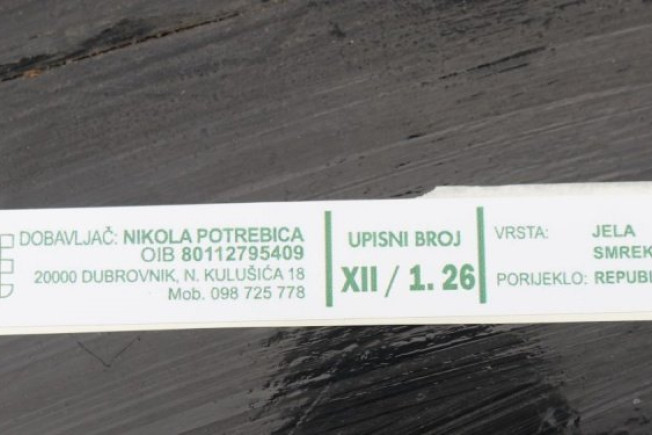 DOBAVLJAČ: NIKOLA POTREBICA
OIB 80112795409
20000 DUBROVNIK, N. KULUŠIĆA 18
Mob. 098 725 778
UPISNI BROJ
XII / 1. 26
VRSTA: JELA
SMREK
PORIJEKLO: REPUBL